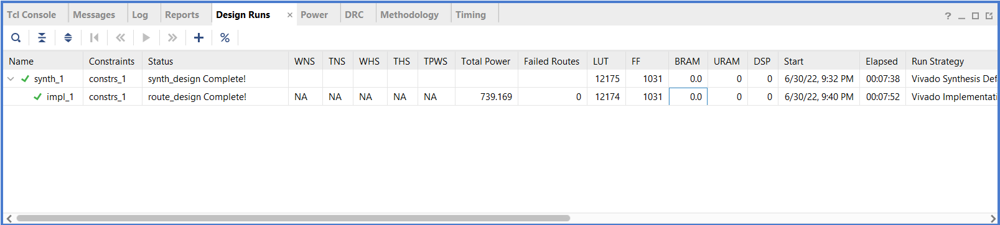 Tcl Console Messages Log Reports Design Runs × Power DRC Methodology Timing ?
%
Name Constraints Status WNS TNS WHS THS TPWS Total Power Failed Routes LUT FF BRAM URAM DSP Start Elapsed Run Strategy
synth_1 constrs_1 synth_design Complete! 12175 1031 0.0 0 0 6/30/22, 9:32 PM 00:07:38 Vivado Synthesis Def
impl_1 constrs_1 route_design Complete! NA NA NA NA NA 739.169 0 12174 1031 0.0 0 0 6/30/22, 9:40 PM 00:07:52 Vivado Implementati